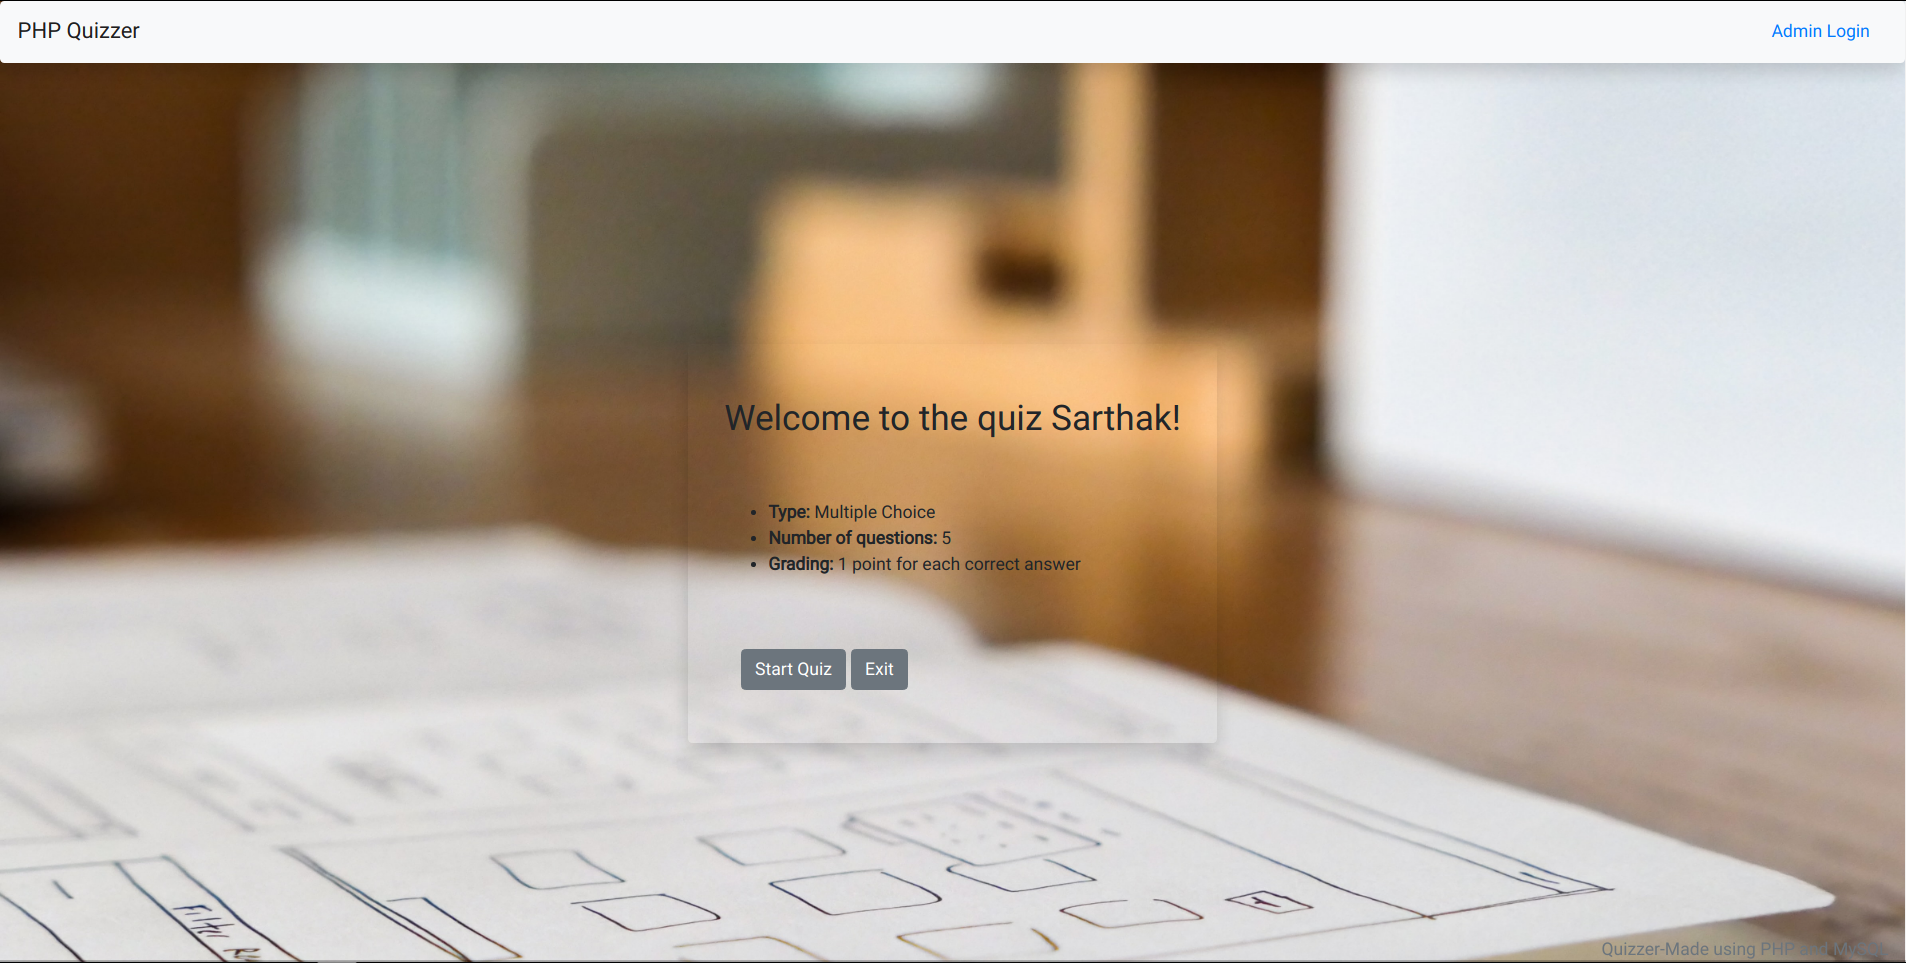 PHP Quizzer
Admin Login
Welcome to the quiz Sarthak!
Type: Multiple Choice
Number of questions: 5
Grading: 1 point for each correct answer
Start Quiz Exit
Filter
Quizzer-Made using PHP and